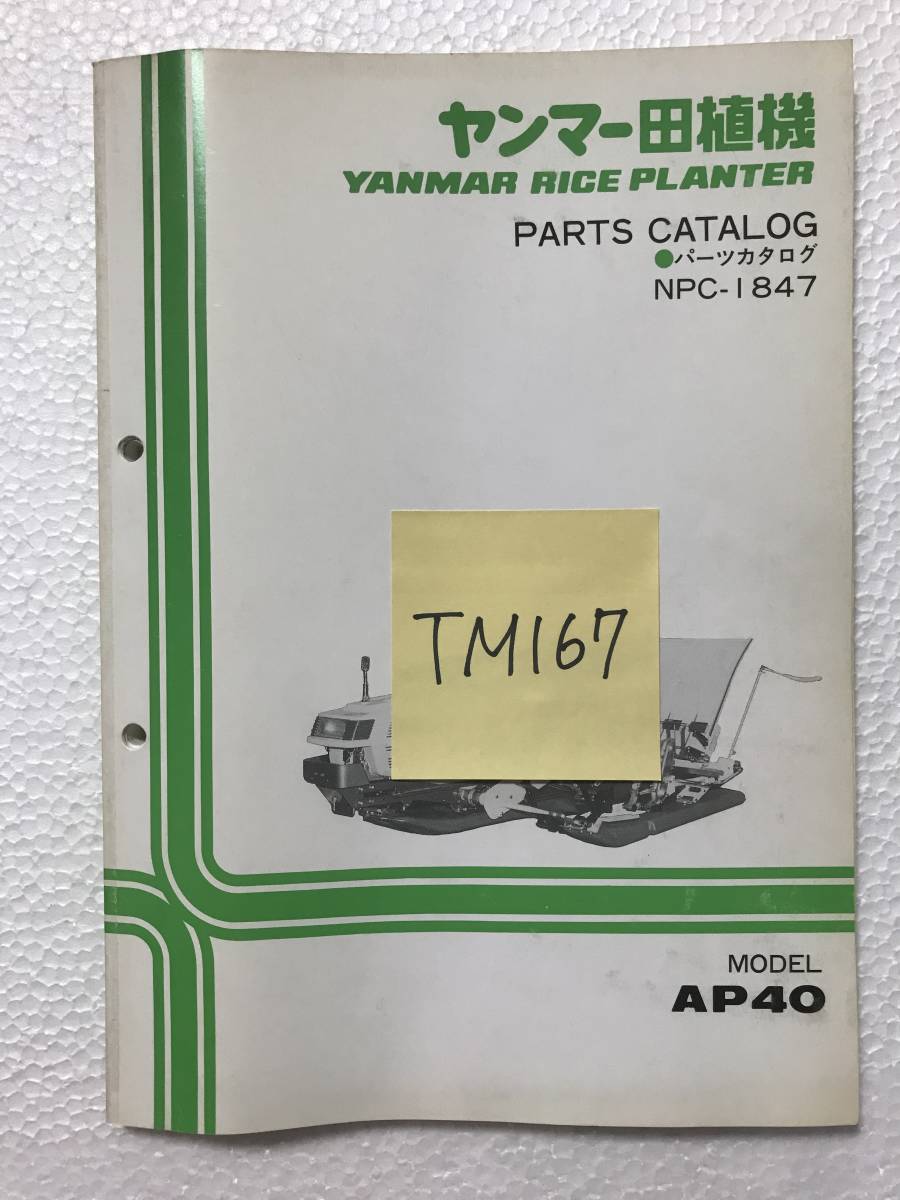 ヤンマー田植機
YANMAR RICE PLANTER
PARTS CATALOG
●パーツカタログ
NPC-1847
TM167
MODEL
AP40